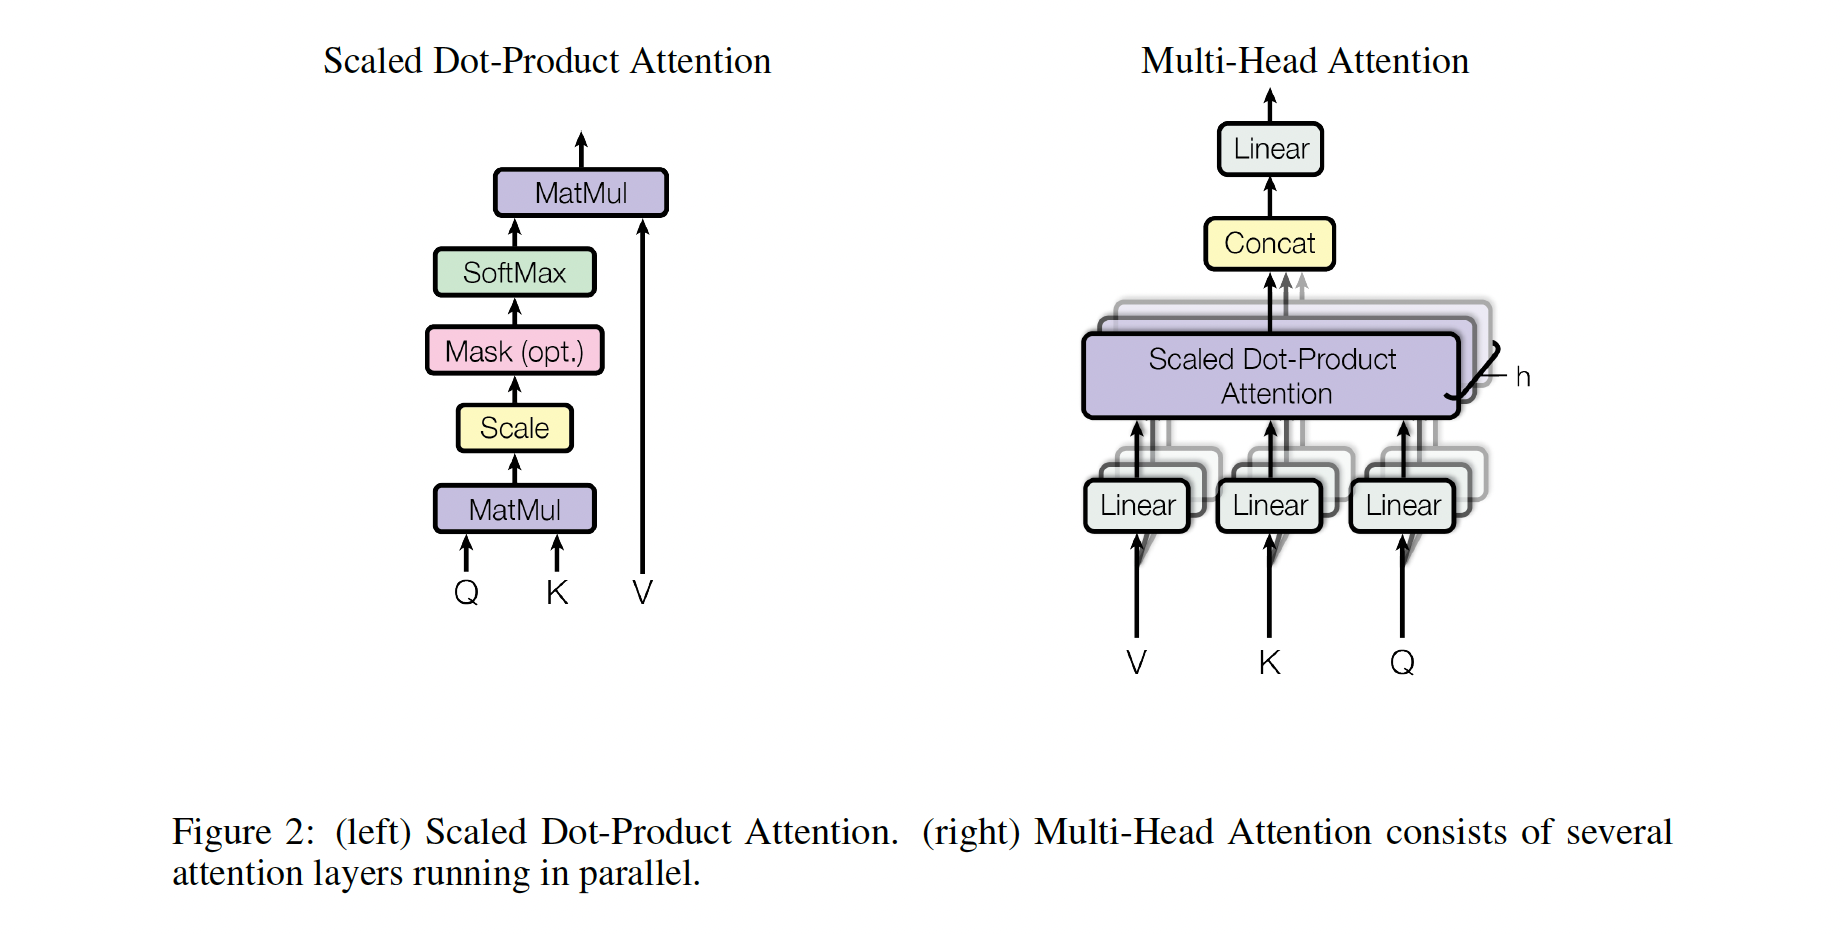 Scaled Dot-Product Attention
MatMul
SoftMax
Mask (opt.)
Scale
MatMul
Q K V
Multi-Head Attention
Linear
Concat
Scaled Dot-Product
Attention
h
Linear Linear Linear
V K Q
Figure 2: (left) Scaled Dot-Product Attention. (right) Multi-Head Attention consists of several
attention layers running in parallel.